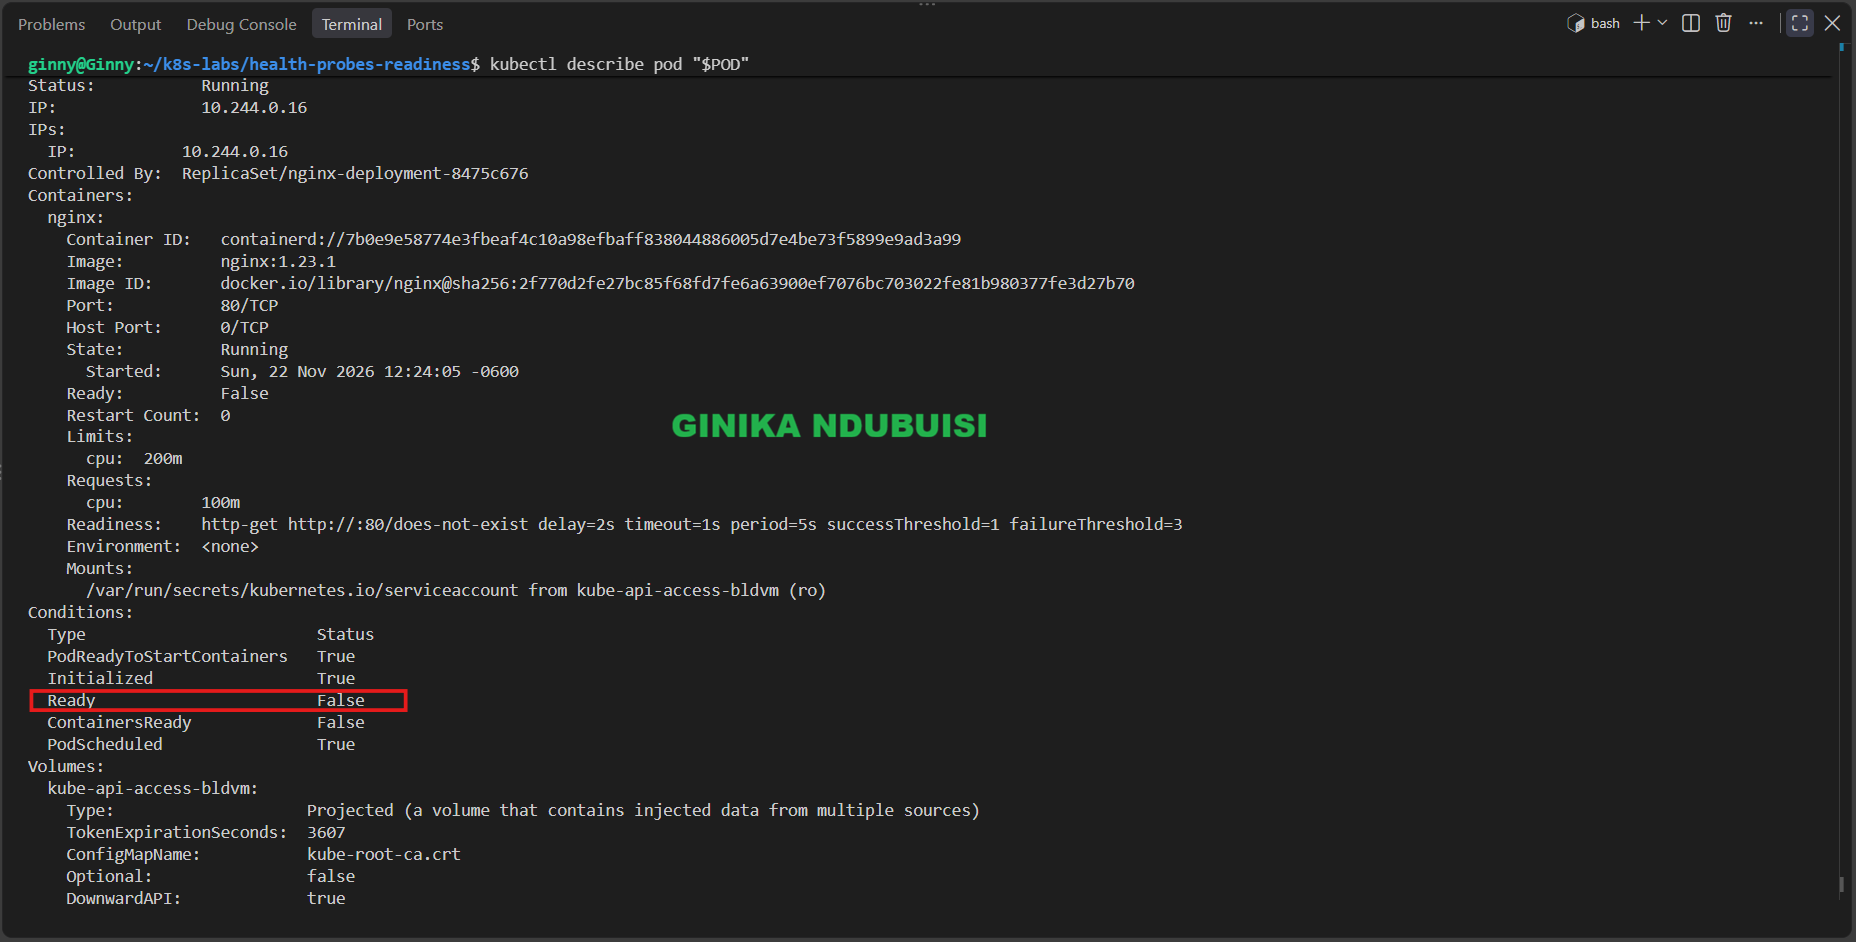 Problems Output Debug Console Terminal Ports bash
ginny@Ginny:~/k8s-labs/health-probes-readiness$ kubectl describe pod "$POD"
Status:           Running
IP:               10.244.0.16
IPs:
  IP:           10.244.0.16
Controlled By:  ReplicaSet/nginx-deployment-8475c676
Containers:
  nginx:
    Container ID:   containerd://7b0e9e58774e3fbeaf4c10a98efbaff838044886005d7e4be73f5899e9ad3a99
    Image:          nginx:1.23.1
    Image ID:       docker.io/library/nginx@sha256:2f770d2fe27bc85f68fd7fe6a63900ef7076bc703022fe81b980377fe3d27b70
    Port:           80/TCP
    Host Port:      0/TCP
    State:          Running
      Started:      Sun, 22 Nov 2026 12:24:05 -0600
    Ready:          False
    Restart Count:  0
GINIKA NDUBUISI
    Limits:
      cpu:  200m
    Requests:
      cpu:        100m
    Readiness:    http-get http://:80/does-not-exist delay=2s timeout=1s period=5s successThreshold=1 failureThreshold=3
    Environment:  <none>
    Mounts:
      /var/run/secrets/kubernetes.io/serviceaccount from kube-api-access-bldvm (ro)
Conditions:
  Type                        Status
  PodReadyToStartContainers   True
  Initialized                 True
  Ready                       False
  ContainersReady             False
  PodScheduled                True
Volumes:
  kube-api-access-bldvm:
    Type:                    Projected (a volume that contains injected data from multiple sources)
    TokenExpirationSeconds:  3607
    ConfigMapName:           kube-root-ca.crt
    Optional:                false
    DownwardAPI:             true